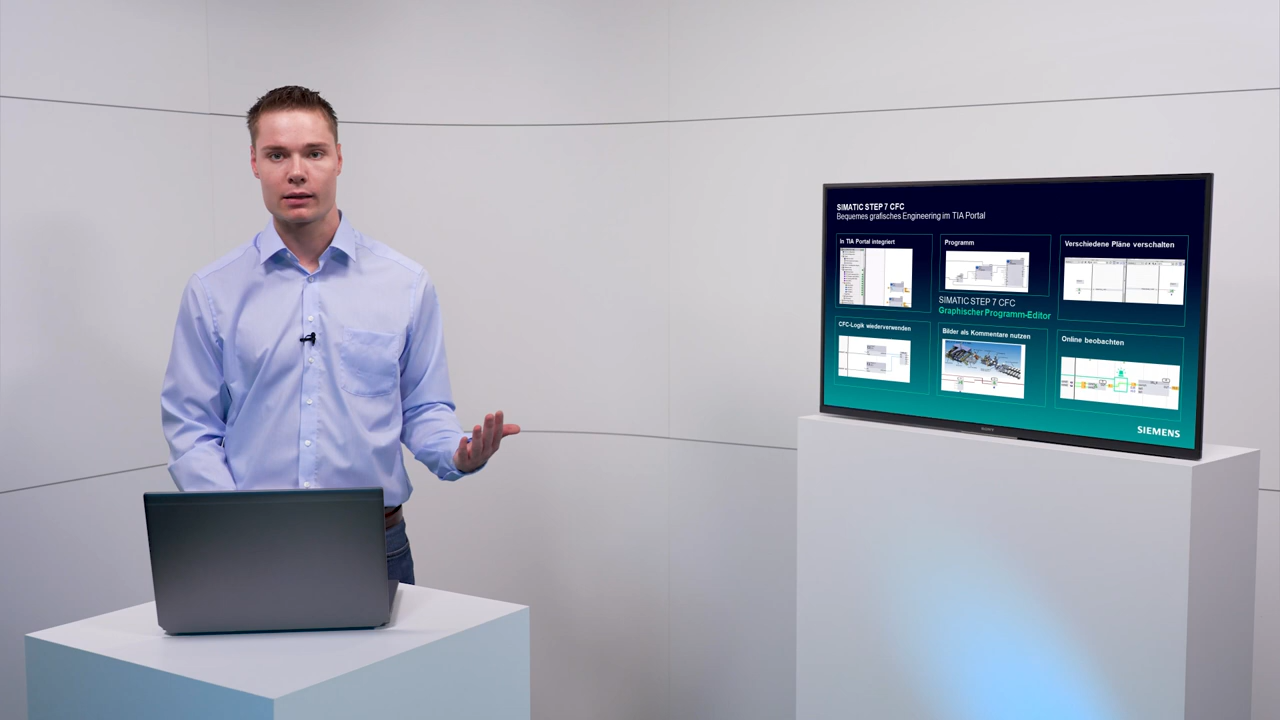 SIMATIC STEP 7 CFC
Bequemes grafisches Engineering im TIA Portal
In TIA Portal integriert
Programm
Verschiedene Pläne verschalten
SIMATIC STEP 7 CFC
Graphischer Programm-Editor
CFC-Logik wiederverwenden
Bilder als Kommentare nutzen
Online beobachten
SIEMENS
SONY